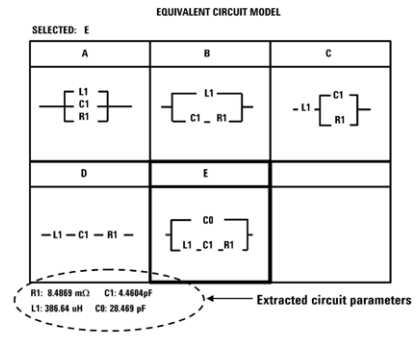 EQUIVALENT CIRCUIT MODEL
SELECTED: E
A B C
L1
C1
R1
L1
C1 _ R1
- L1 - C1
R1
D E
— L1 — C1 — R1 —
C0
L1 _C1 _R1
R1: 8.4869 mΩ C1: 4.4604pF
L1: 386.64 uH C0: 28.469 pF
Extracted circuit parameters